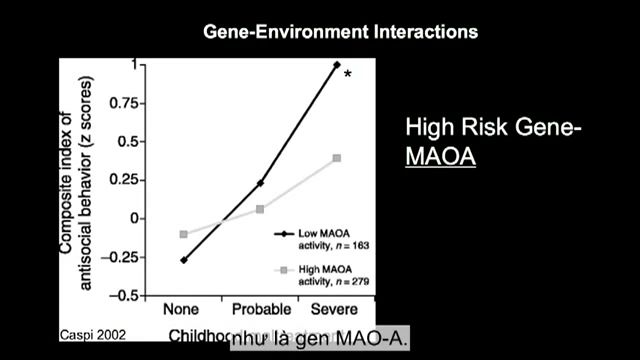 Gene-Environment Interactions
Composite index of
antisocial behavior (z scores)
1
0.75
0.5
0.25
0
−0.25
−0.5
*
Low MAOA
activity, n = 163
High MAOA
activity, n = 279
None Probable Severe
Caspi 2002
High Risk Gene-
MAOA
như là gen MAO-A.